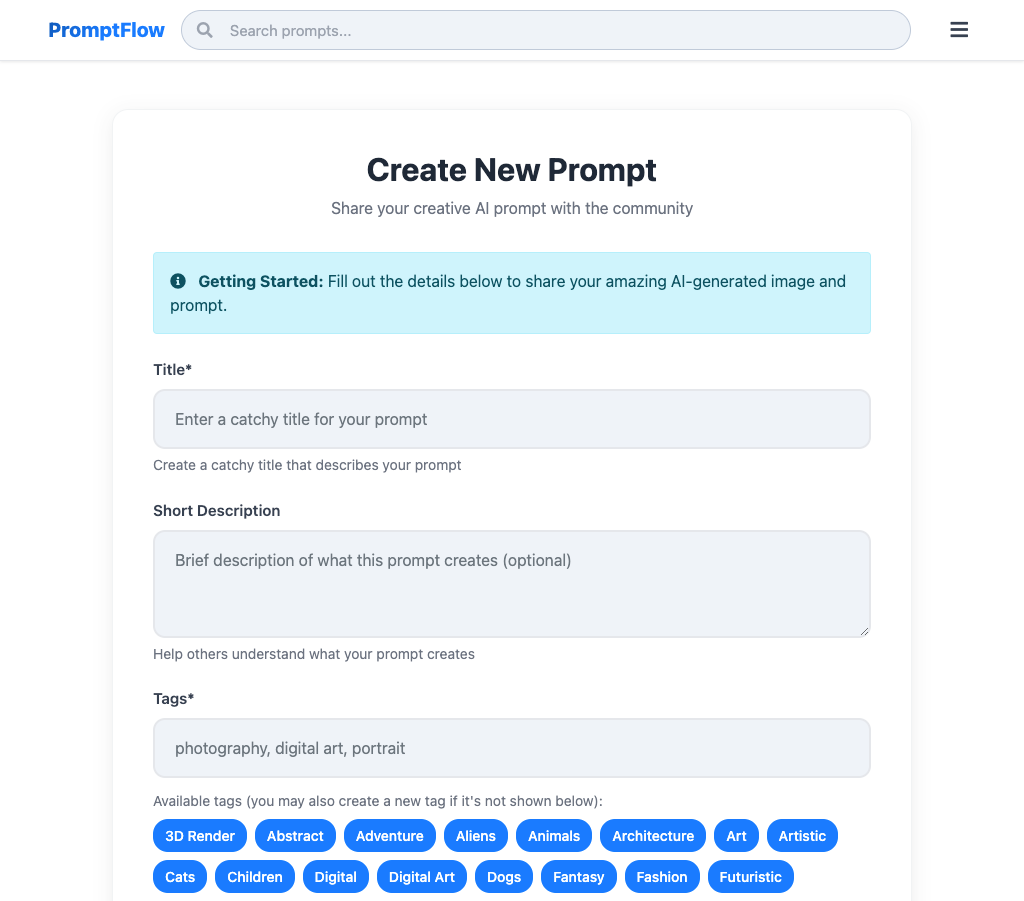 PromptFlow
Search prompts...
Create New Prompt
Share your creative AI prompt with the community
Getting Started: Fill out the details below to share your amazing AI-generated image and
prompt.
Title*
Enter a catchy title for your prompt
Create a catchy title that describes your prompt
Short Description
Brief description of what this prompt creates (optional)
Help others understand what your prompt creates
Tags*
photography, digital art, portrait
Available tags (you may also create a new tag if it's not shown below):
3D Render Abstract Adventure Aliens Animals Architecture Art Artistic
Cats Children Digital Digital Art Dogs Fantasy Fashion Futuristic